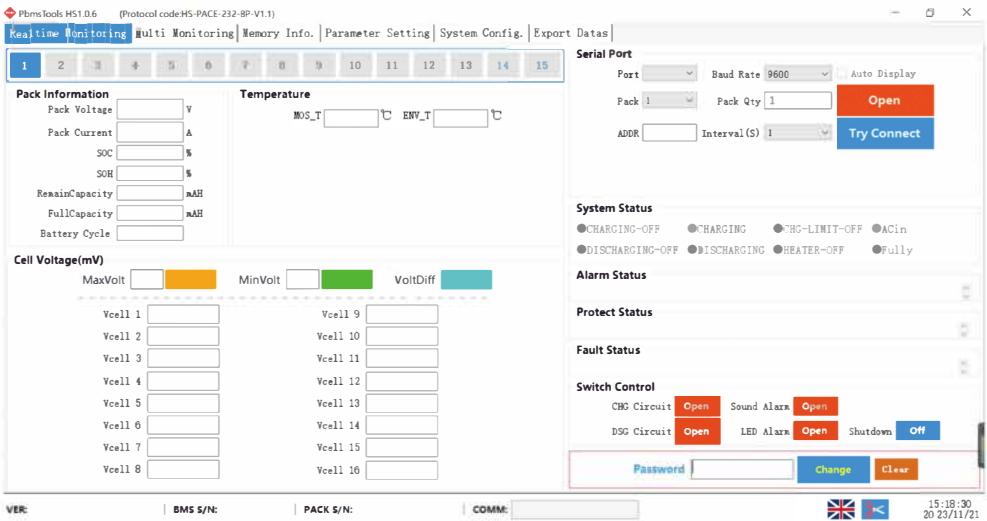 PbmsTools HS1.0.6 (Protocol code:HS-PACE-232-BP-V1.1)
Realtime Monitoring Multi Monitoring Memory Info. Parameter Setting System Config. Export Datas
1 2 3 4 5 6 7 8 9 10 11 12 13 14 15
Pack Information
Pack Voltage V
Pack Current A
SOC %
SOH %
RemainCapacity mAH
FullCapacity mAH
Battery Cycle
Temperature
MOS_T ℃ ENV_T ℃
Cell Voltage(mV)
MaxVolt MinVolt VoltDiff
Vcell 1 Vcell 9
Vcell 2 Vcell 10
Vcell 3 Vcell 11
Vcell 4 Vcell 12
Vcell 5 Vcell 13
Vcell 6 Vcell 14
Vcell 7 Vcell 15
Vcell 8 Vcell 16
Serial Port
Port Baud Rate 9600 Auto Display
Pack 1 Pack Qty 1 Open
ADDR Interval(S) 1 Try Connect
System Status
CHARGING-OFF CHARGING CHG-LIMIT-OFF ACin
DISCHARGING-OFF DISCHARGING HEATER-OFF Fully
Alarm Status
Protect Status
Fault Status
Switch Control
CHG Circuit Open Sound Alarm Open
DSG Circuit Open LED Alarm Open Shutdown Off
Password Change Clear
VER: BMS S/N: PACK S/N: COMM:
15:18:30
20 23/11/21